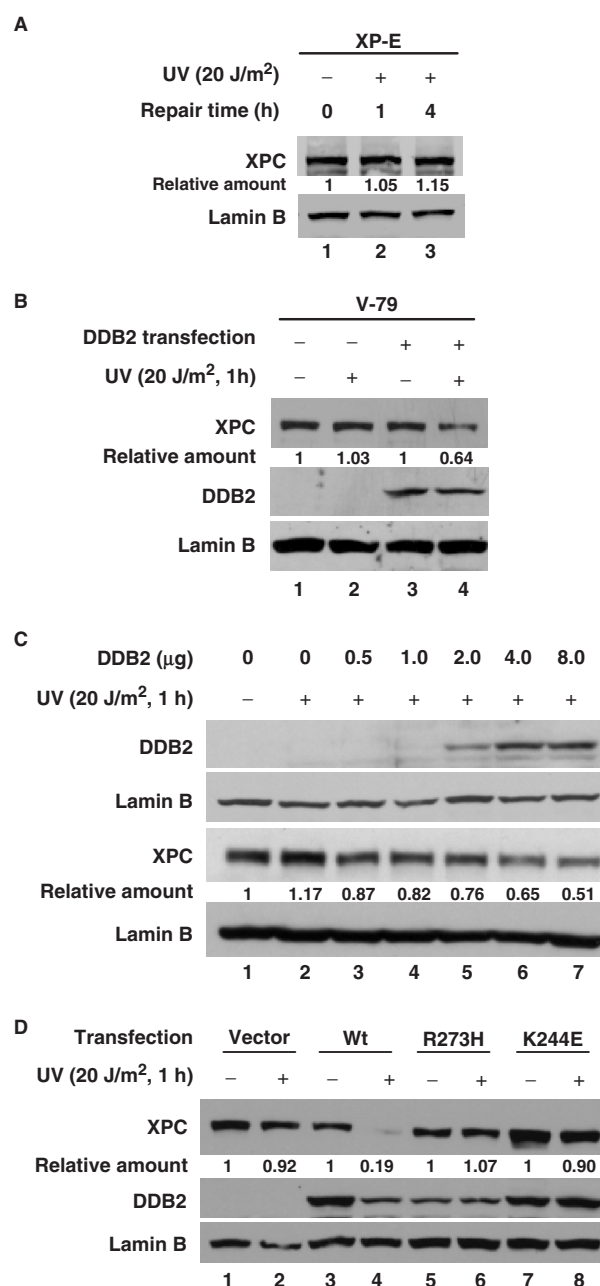 A
XP-E
UV (20 J/m²) – + +
Repair time (h) 0 1 4
XPC
Relative amount 1 1.05 1.15
Lamin B
1 2 3
B
V-79
DDB2 transfection – – + +
UV (20 J/m², 1h) – + – +
XPC
Relative amount 1 1.03 1 0.64
DDB2
Lamin B
1 2 3 4
C
DDB2 (μg) 0 0 0.5 1.0 2.0 4.0 8.0
UV (20 J/m², 1 h) – + + + + + +
DDB2
Lamin B
XPC
Relative amount 1 1.17 0.87 0.82 0.76 0.65 0.51
Lamin B
1 2 3 4 5 6 7
D
Transfection Vector Wt R273H K244E
UV (20 J/m², 1 h) – + – + – + – +
XPC
Relative amount 1 0.92 1 0.19 1 1.07 1 0.90
DDB2
Lamin B
1 2 3 4 5 6 7 8